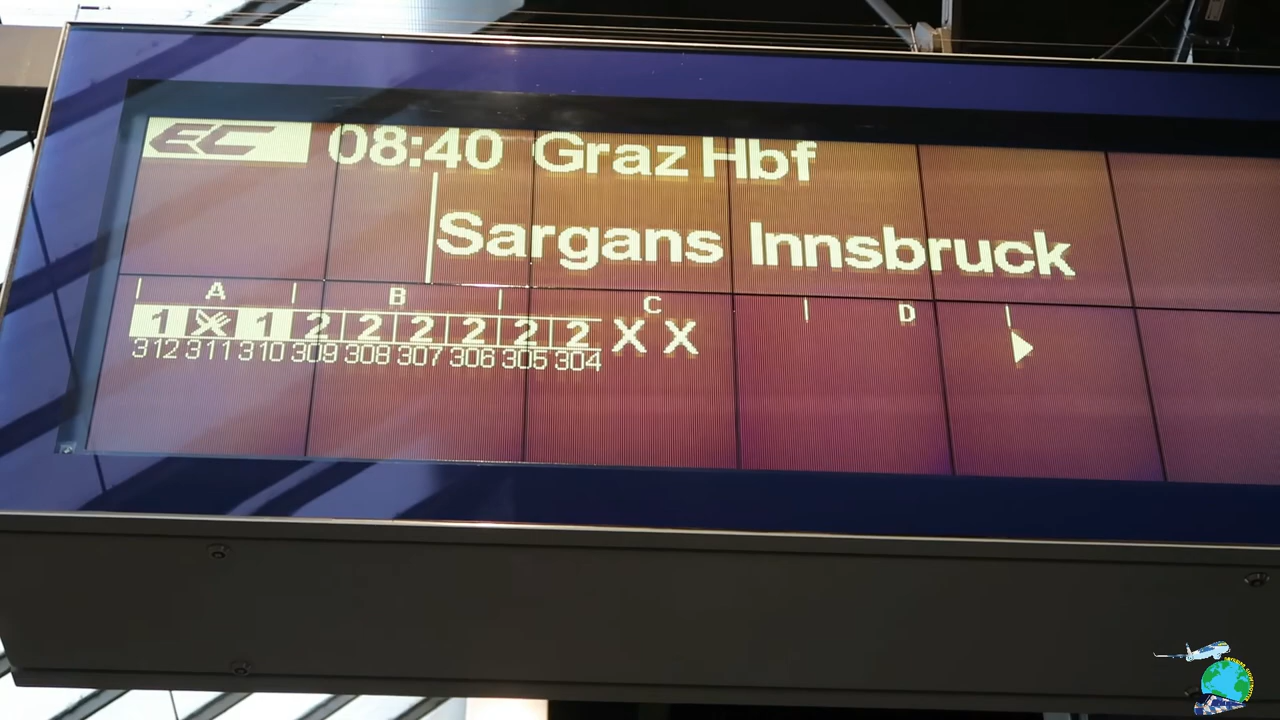 EC 08:40 Graz Hbf
Sargans Innsbruck
A B C D
1 1 2 2 2 2 2 2 X X
312 311 310 309 308 307 306 305 304